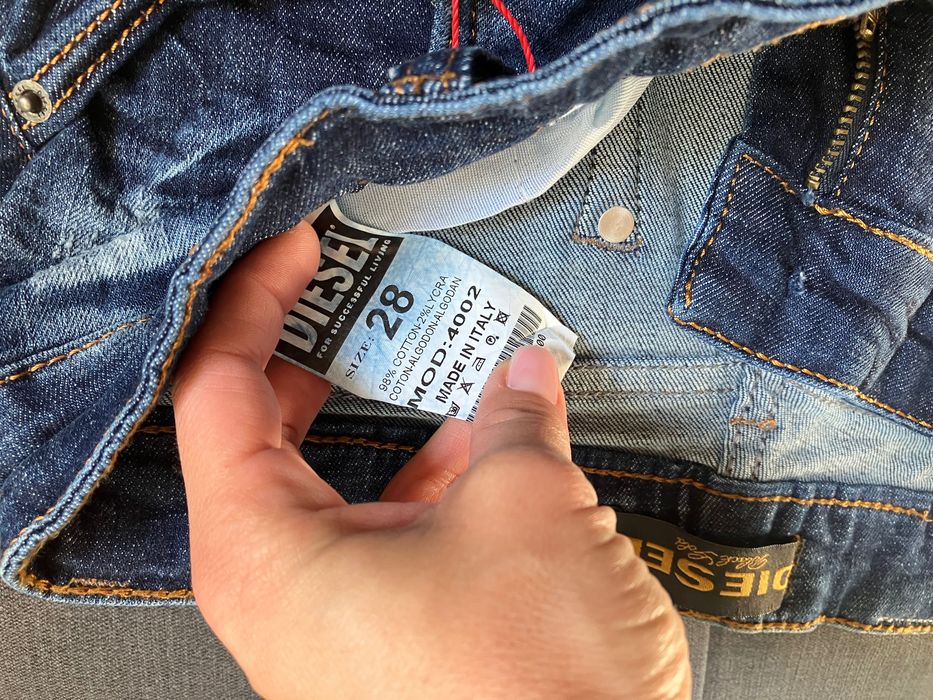 DIESEL
FOR SUCCESSFUL LIVING
SIZE: 28
98% COTTON-2%LYCRA
COTON-ALGODON-ALGODAN
MOD:4002
MADE IN ITALY
DIESEL